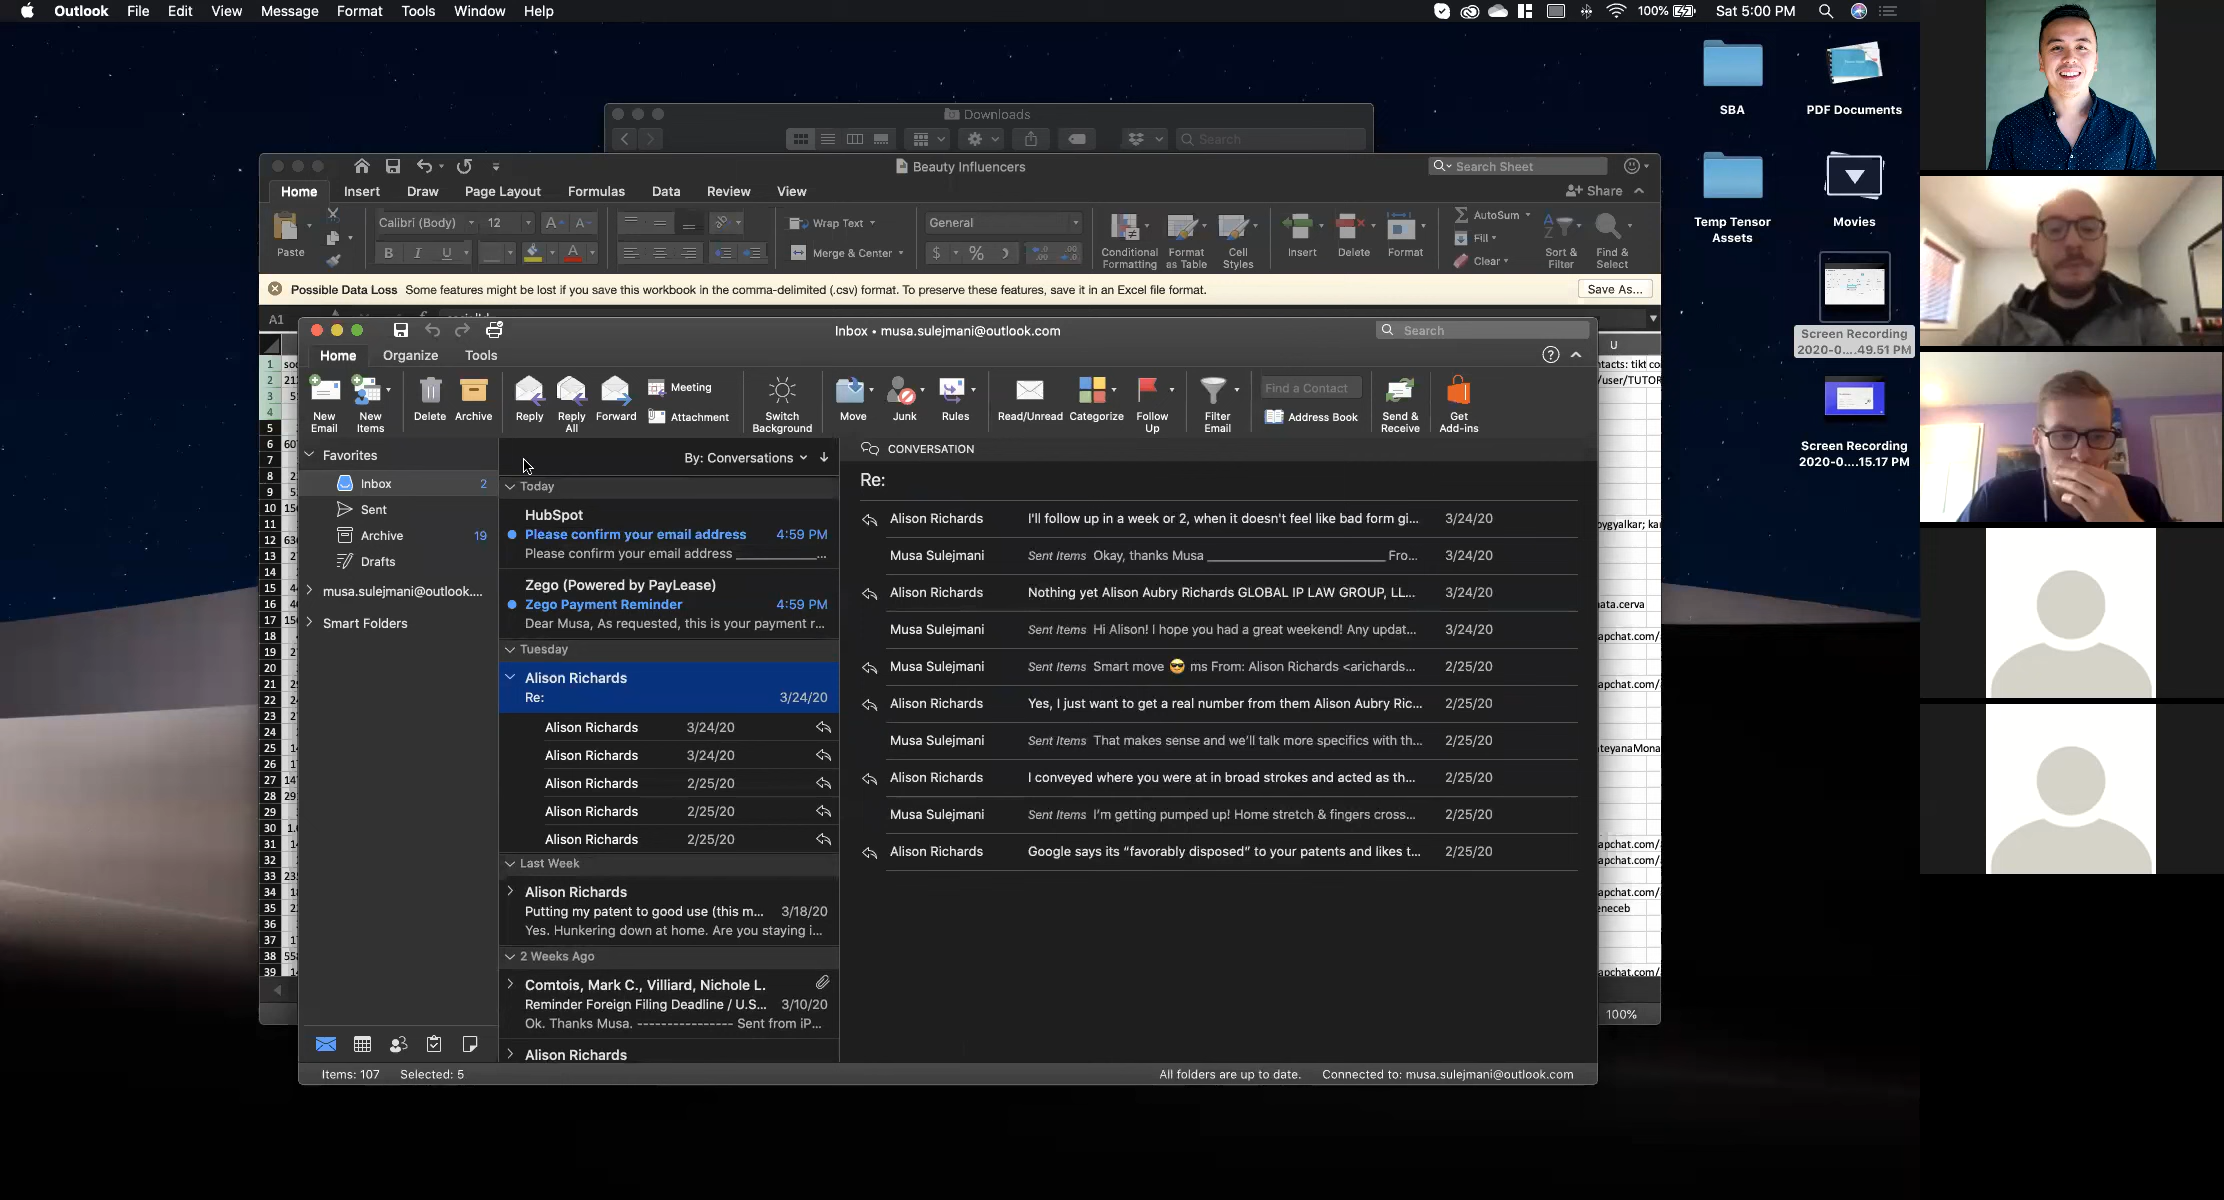 Outlook File Edit View Message Format Tools Window Help
100% Sat 5:00 PM
SBA
PDF Documents
Temp Tensor
Assets
Movies
Screen Recording
2020-0....49.51 PM
Screen Recording
2020-0....15.17 PM
Downloads
Search
Beauty Influencers
Search Sheet
Home Insert Draw Page Layout Formulas Data Review View
Share
Paste
Calibri (Body) 12
B I U
Wrap Text
Merge & Center
General
$ %
Conditional
Formatting
Format
as Table
Cell
Styles
Insert
Delete
Format
AutoSum
Fill
Clear
Sort &
Filter
Find &
Select
Possible Data Loss Some features might be lost if you save this workbook in the comma-delimited (.csv) format. To preserve these features, save it in an Excel file format.
Save As...
A1
U
Inbox • musa.sulejmani@outlook.com
Search
Home Organize Tools
New
Email
New
Items
Delete
Archive
Reply
Reply
All
Forward
Meeting
Attachment
Switch
Background
Move
Junk
Rules
Read/Unread
Categorize
Follow
Up
Filter
Email
Find a Contact
Address Book
Send &
Receive
Get
Add-ins
Favorites
Inbox 2
Sent
Archive 19
Drafts
musa.sulejmani@outlook....
Smart Folders
By: Conversations
Today
HubSpot
Please confirm your email address 4:59 PM
Please confirm your email address ___________...
Zego (Powered by PayLease)
Zego Payment Reminder 4:59 PM
Dear Musa, As requested, this is your payment r...
Tuesday
Alison Richards
Re: 3/24/20
Alison Richards 3/24/20
Alison Richards 3/24/20
Alison Richards 2/25/20
Alison Richards 2/25/20
Alison Richards 2/25/20
Last Week
Alison Richards
Putting my patent to good use (this m... 3/18/20
Yes. Hunkering down at home. Are you staying i...
2 Weeks Ago
Comtois, Mark C., Villiard, Nichole L.
Reminder Foreign Filing Deadline / U.S... 3/10/20
Ok. Thanks Musa. ---------------- Sent from iP...
Alison Richards
CONVERSATION
Re:
Alison Richards I'll follow up in a week or 2, when it doesn't feel like bad form gi... 3/24/20
Musa Sulejmani Sent Items Okay, thanks Musa ________________________ Fro... 3/24/20
Alison Richards Nothing yet Alison Aubry Richards GLOBAL IP LAW GROUP, LL... 3/24/20
Musa Sulejmani Sent Items Hi Alison! I hope you had a great weekend! Any updat... 3/24/20
Musa Sulejmani Sent Items Smart move 😎 ms From: Alison Richards <arichards... 2/25/20
Alison Richards Yes, I just want to get a real number from them Alison Aubry Ric... 2/25/20
Musa Sulejmani Sent Items That makes sense and we'll talk more specifics with th... 2/25/20
Alison Richards I conveyed where you were at in broad strokes and acted as th... 2/25/20
Musa Sulejmani Sent Items I'm getting pumped up! Home stretch & fingers cross... 2/25/20
Alison Richards Google says its “favorably disposed” to your patents and likes t... 2/25/20
Items: 107 Selected: 5
All folders are up to date. Connected to: musa.sulejmani@outlook.com
100%